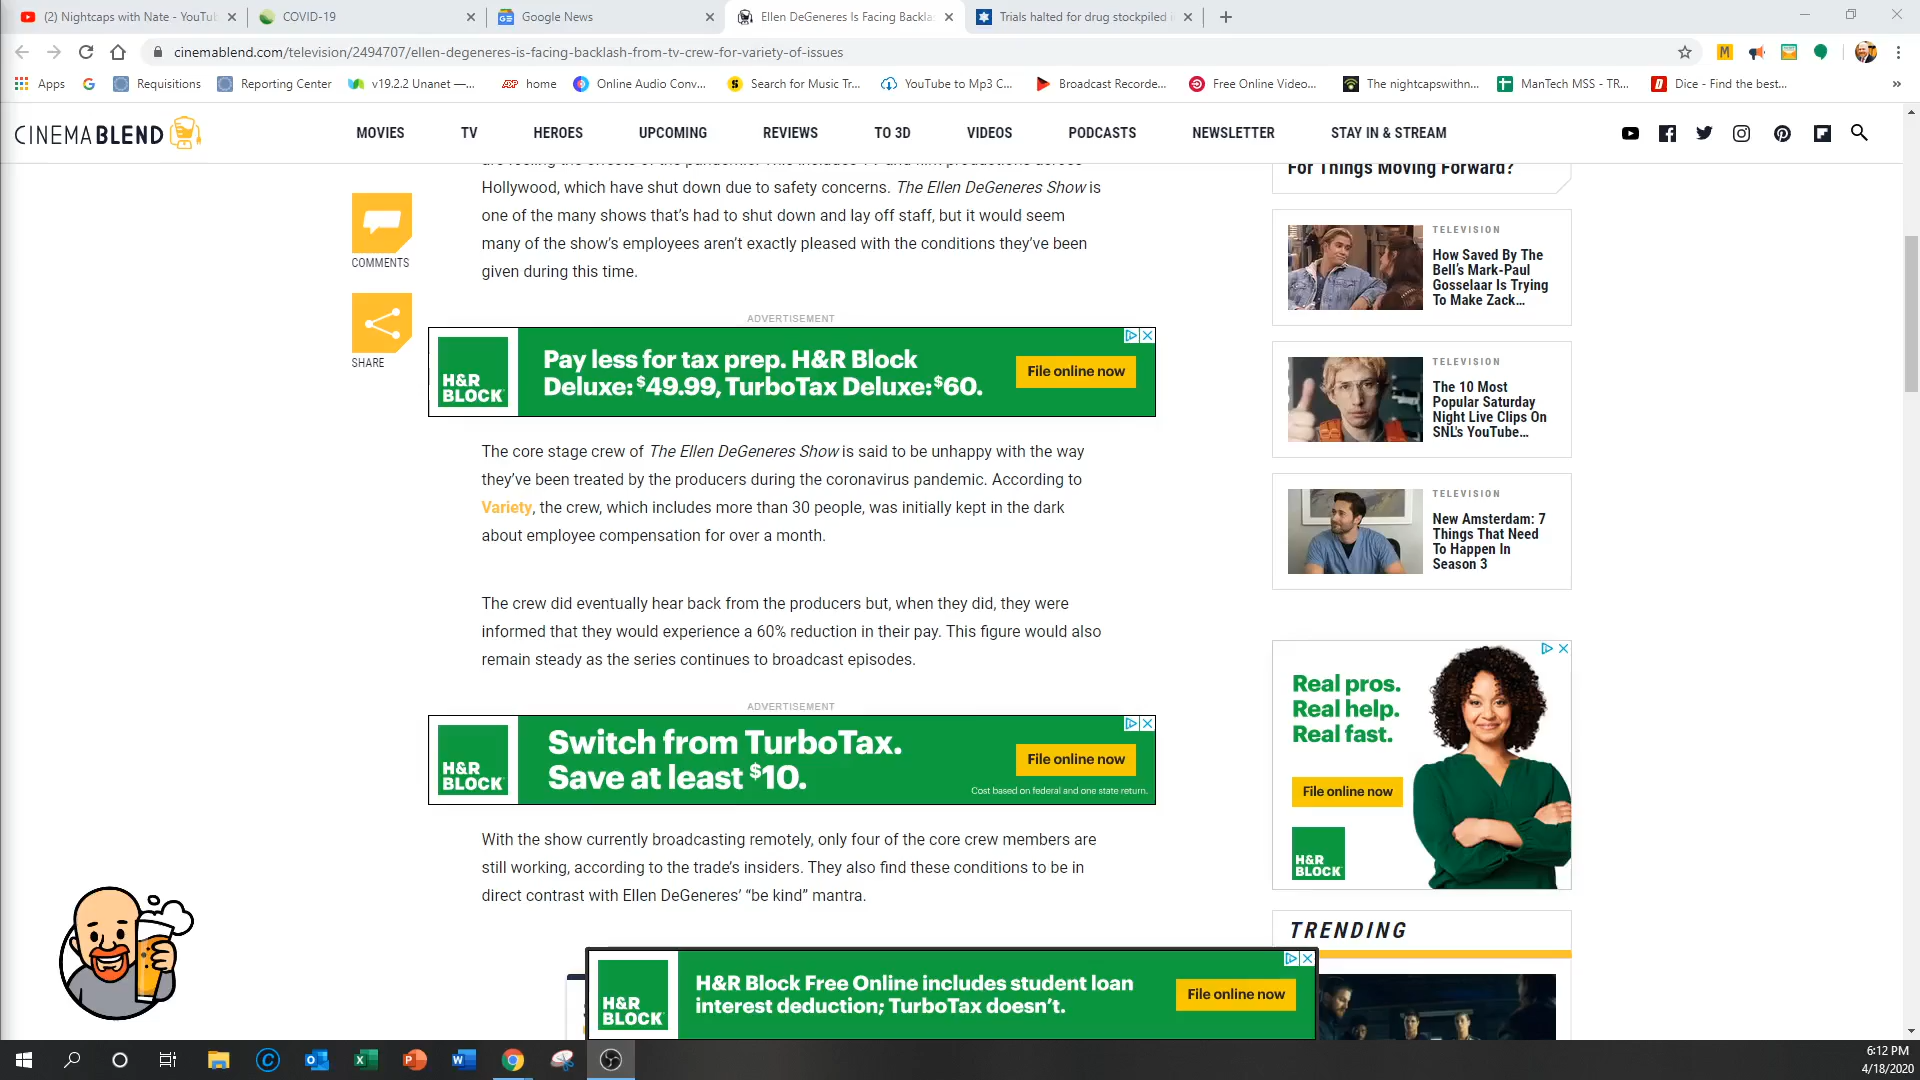 (2) Nightcaps with Nate - YouTu
COVID-19
Google News
Ellen DeGeneres Is Facing Backla
Trials halted for drug stockpiled i
cinemablend.com/television/2494707/ellen-degeneres-is-facing-backlash-from-tv-crew-for-variety-of-issues
Apps
Requisitions
Reporting Center
v19.2.2 Unanet —...
home
Online Audio Conv...
Search for Music Tr...
YouTube to Mp3 C...
Broadcast Recorde...
Free Online Video...
The nightcapswithn...
ManTech MSS - TR...
Dice - Find the best...
CINEMABLEND
MOVIES
TV
HEROES
UPCOMING
REVIEWS
TO 3D
VIDEOS
PODCASTS
NEWSLETTER
STAY IN & STREAM
are feeling the effects of the pandemic. This includes TV and film productions across
Hollywood, which have shut down due to safety concerns. The Ellen DeGeneres Show is
one of the many shows that's had to shut down and lay off staff, but it would seem
many of the show's employees aren't exactly pleased with the conditions they've been
given during this time.
COMMENTS
SHARE
ADVERTISEMENT
H&R
BLOCK
Pay less for tax prep. H&R Block
Deluxe: $49.99, TurboTax Deluxe: $60.
File online now
The core stage crew of The Ellen DeGeneres Show is said to be unhappy with the way
they've been treated by the producers during the coronavirus pandemic. According to
Variety, the crew, which includes more than 30 people, was initially kept in the dark
about employee compensation for over a month.
The crew did eventually hear back from the producers but, when they did, they were
informed that they would experience a 60% reduction in their pay. This figure would also
remain steady as the series continues to broadcast episodes.
ADVERTISEMENT
H&R
BLOCK
Switch from TurboTax.
Save at least $10.
File online now
Cost based on federal and one state return.
With the show currently broadcasting remotely, only four of the core crew members are
still working, according to the trade's insiders. They also find these conditions to be in
direct contrast with Ellen DeGeneres' “be kind” mantra.
For Things Moving Forward?
TELEVISION
How Saved By The
Bell's Mark-Paul
Gosselaar Is Trying
To Make Zack...
TELEVISION
The 10 Most
Popular Saturday
Night Live Clips On
SNL's YouTube...
TELEVISION
New Amsterdam: 7
Things That Need
To Happen In
Season 3
Real pros.
Real help.
Real fast.
File online now
H&R
BLOCK
TRENDING
H&R
BLOCK
H&R Block Free Online includes student loan
interest deduction; TurboTax doesn't.
File online now
6:12 PM
4/18/2020